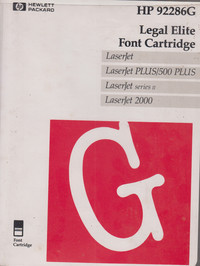 hp HEWLETT
PACKARD
HP 92286G
Legal Elite
Font Cartridge
LaserJet
LaserJet PLUS/500 PLUS
LaserJet series II
LaserJet 2000
G
Font
Cartridge